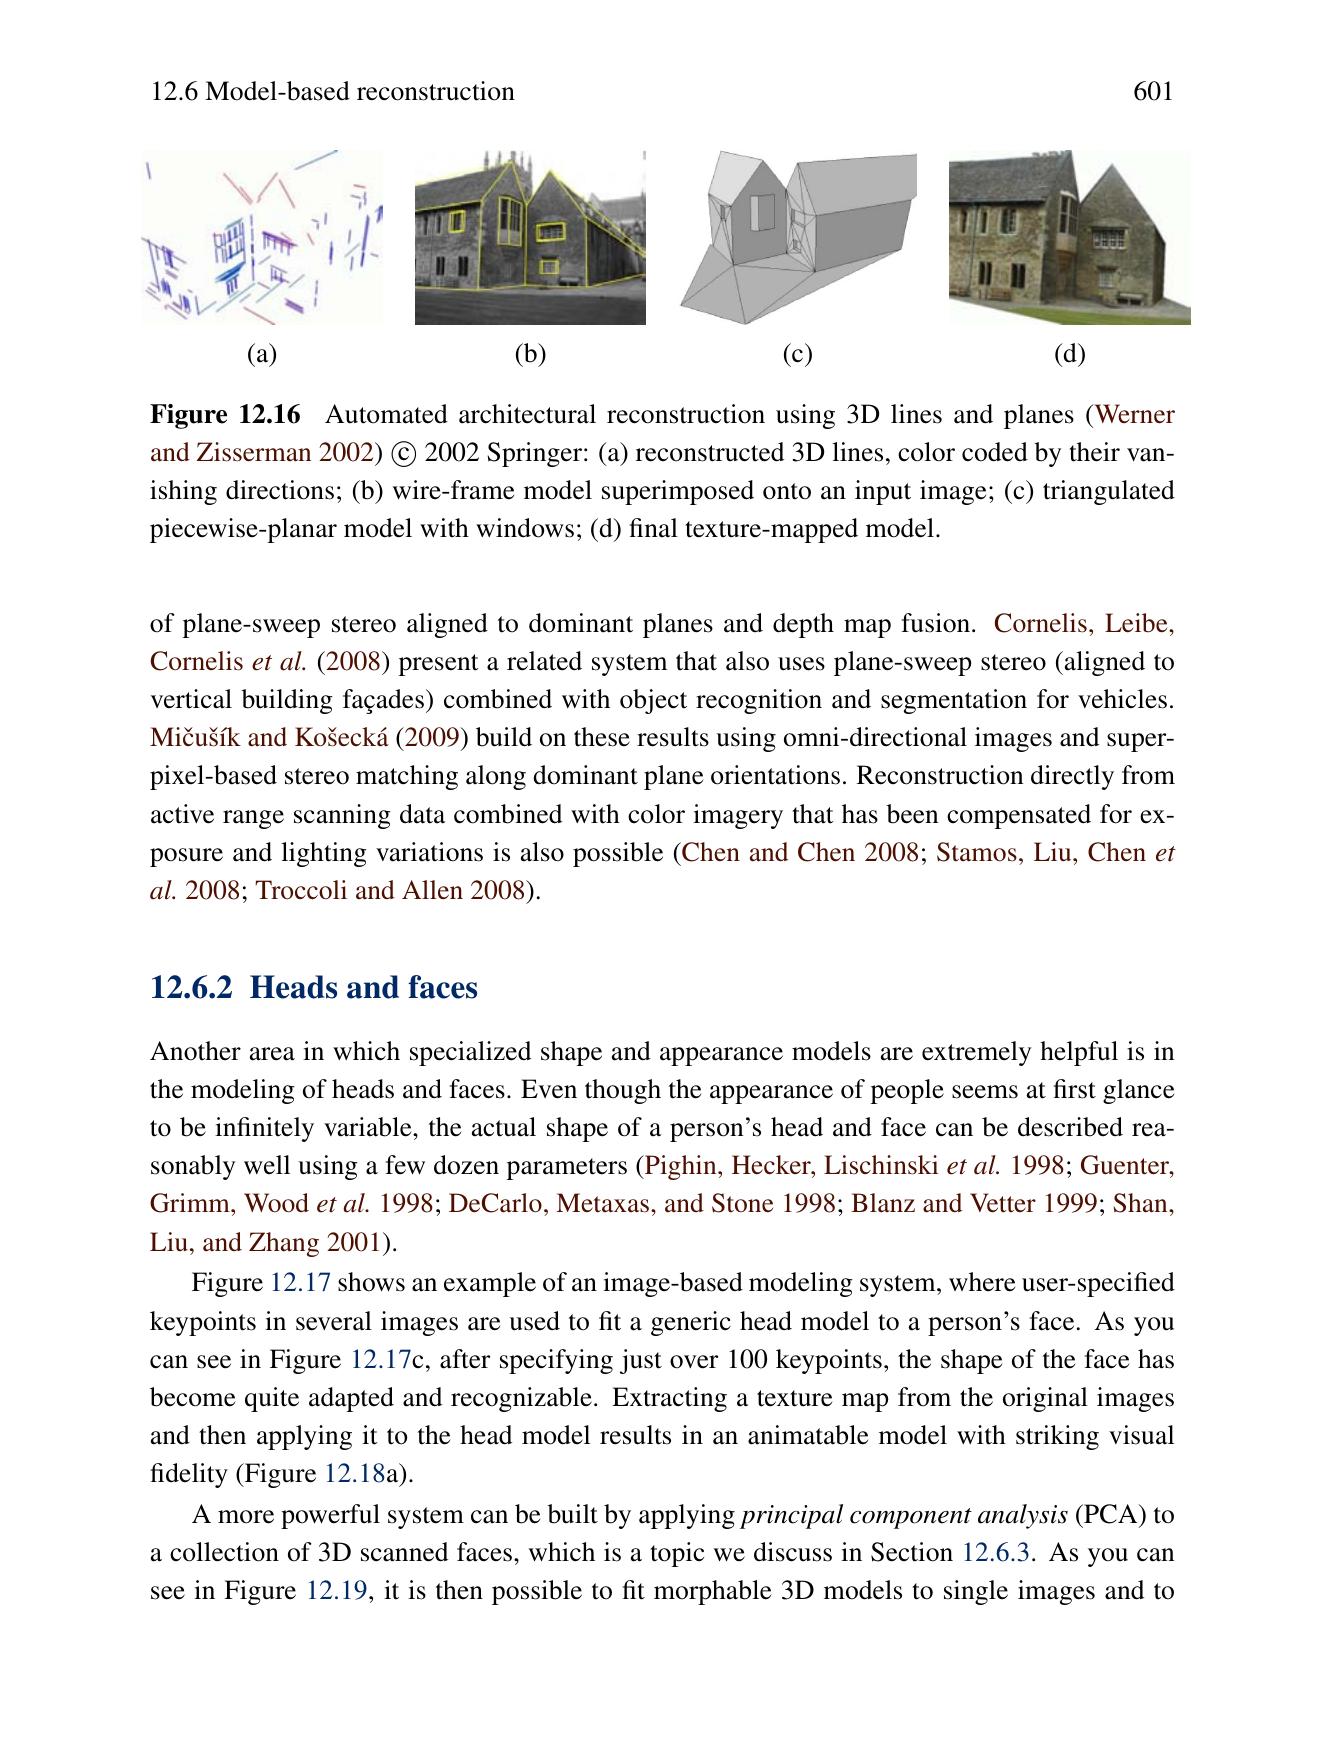 12.6 Model-based reconstruction 601
(a) (b) (c) (d)
Figure 12.16 Automated architectural reconstruction using 3D lines and planes (Werner
and Zisserman 2002) © 2002 Springer: (a) reconstructed 3D lines, color coded by their van-
ishing directions; (b) wire-frame model superimposed onto an input image; (c) triangulated
piecewise-planar model with windows; (d) final texture-mapped model.
of plane-sweep stereo aligned to dominant planes and depth map fusion. Cornelis, Leibe,
Cornelis et al. (2008) present a related system that also uses plane-sweep stereo (aligned to
vertical building façades) combined with object recognition and segmentation for vehicles.
Mičušík and Košecká (2009) build on these results using omni-directional images and super-
pixel-based stereo matching along dominant plane orientations. Reconstruction directly from
active range scanning data combined with color imagery that has been compensated for ex-
posure and lighting variations is also possible (Chen and Chen 2008; Stamos, Liu, Chen et
al. 2008; Troccoli and Allen 2008).
12.6.2 Heads and faces
Another area in which specialized shape and appearance models are extremely helpful is in
the modeling of heads and faces. Even though the appearance of people seems at first glance
to be infinitely variable, the actual shape of a person's head and face can be described rea-
sonably well using a few dozen parameters (Pighin, Hecker, Lischinski et al. 1998; Guenter,
Grimm, Wood et al. 1998; DeCarlo, Metaxas, and Stone 1998; Blanz and Vetter 1999; Shan,
Liu, and Zhang 2001).
Figure 12.17 shows an example of an image-based modeling system, where user-specified
keypoints in several images are used to fit a generic head model to a person's face. As you
can see in Figure 12.17c, after specifying just over 100 keypoints, the shape of the face has
become quite adapted and recognizable. Extracting a texture map from the original images
and then applying it to the head model results in an animatable model with striking visual
fidelity (Figure 12.18a).
A more powerful system can be built by applying principal component analysis (PCA) to
a collection of 3D scanned faces, which is a topic we discuss in Section 12.6.3. As you can
see in Figure 12.19, it is then possible to fit morphable 3D models to single images and to